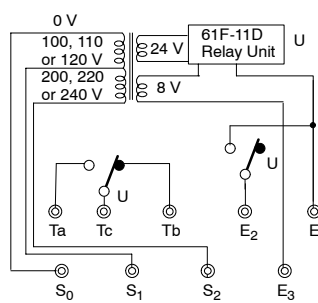 0 V
100, 110
or 120 V
200, 220
or 240 V
24 V
8 V
61F-11D
Relay Unit
U
U
U
Ta
Tc
Tb
E2
E
S0
S1
S2
E3